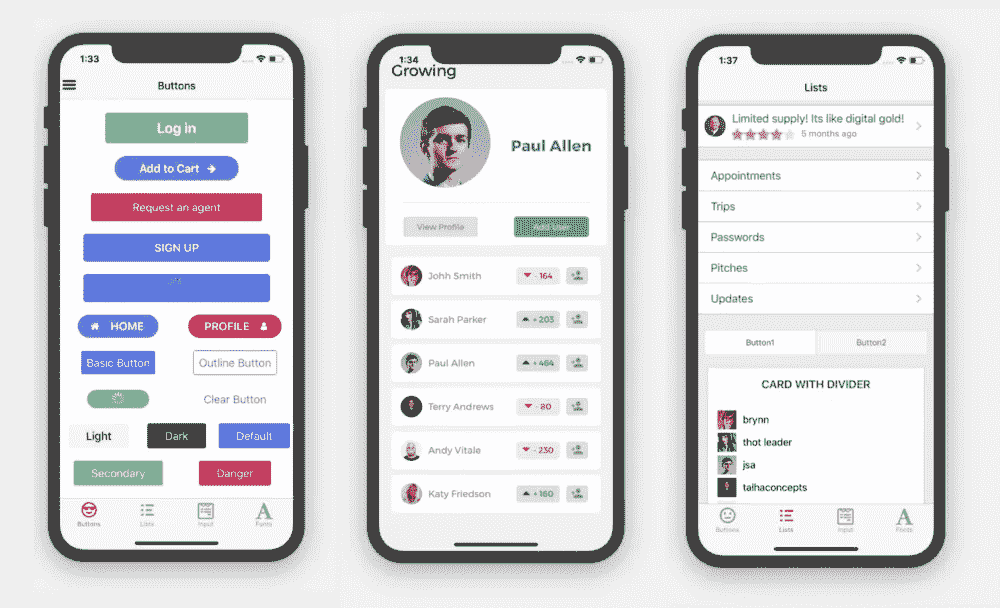 1:33
Buttons
Log in
Add to Cart
Request an agent
SIGN UP
HOME
PROFILE
Basic Button
Outline Button
Clear Button
Light
Dark
Default
Secondary
Danger
Buttons
Lists
Input
Fonts
1:34
Growing
Paul Allen
View Profile
Add User
Johh Smith
- 164
Sarah Parker
+ 203
Paul Allen
+ 464
Terry Andrews
- 80
Andy Vitale
- 230
Katy Friedson
+ 160
1:37
Lists
Limited supply! Its like digital gold!
5 months ago
Appointments
Trips
Passwords
Pitches
Updates
Button1
Button2
CARD WITH DIVIDER
brynn
thot leader
jsa
talhaconcepts
Buttons
Lists
Input
Fonts